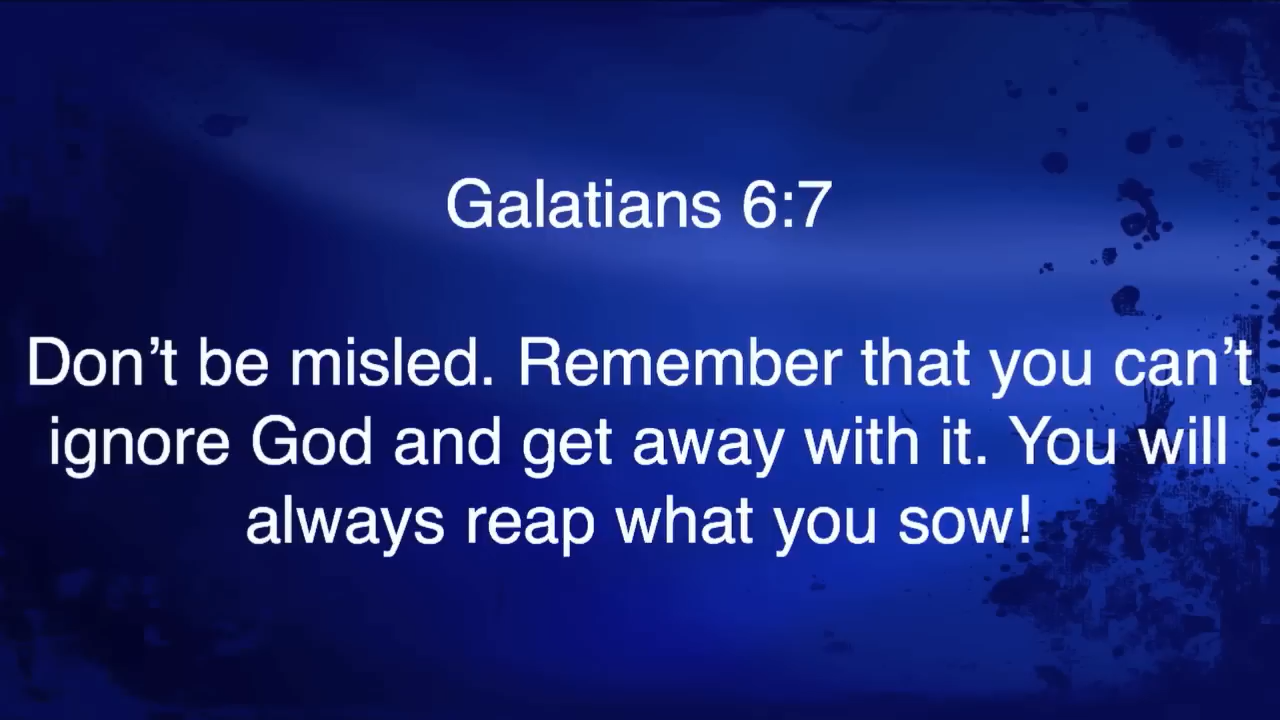 Galatians 6:7
Don’t be misled. Remember that you can’t
ignore God and get away with it. You will
always reap what you sow!